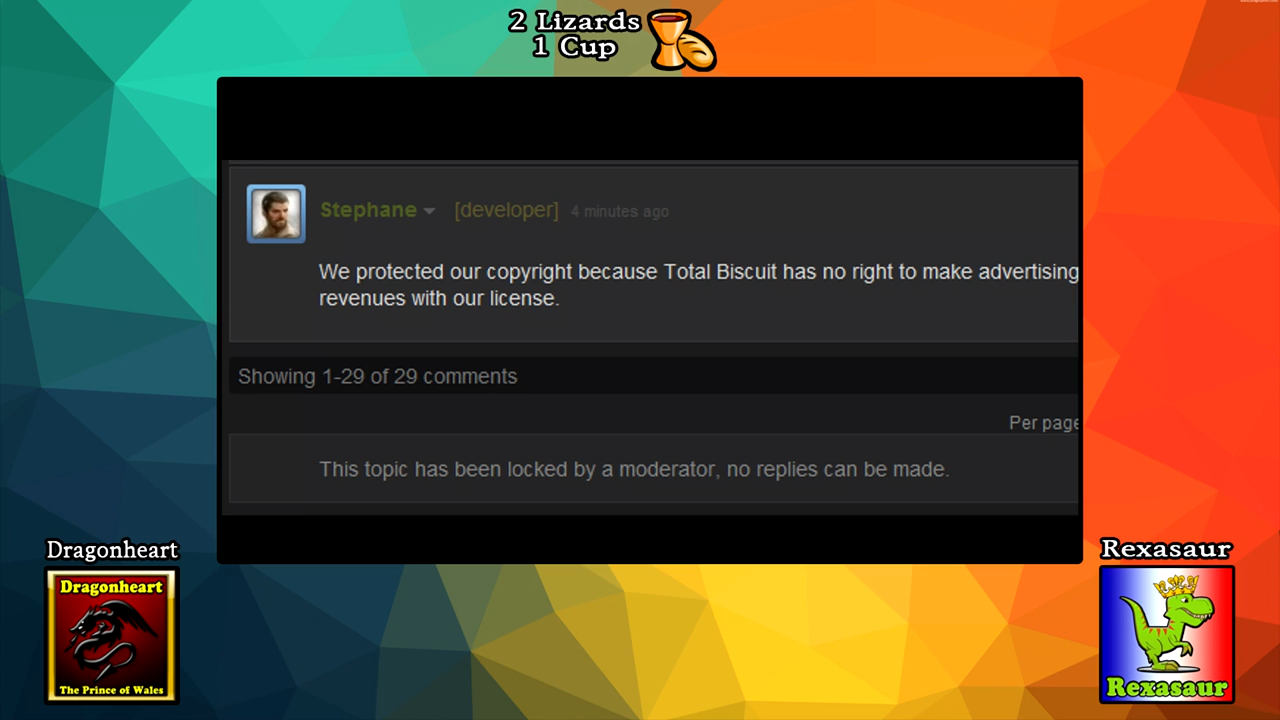 2 Lizards
1 Cup
Stephane [developer] 4 minutes ago
We protected our copyright because Total Biscuit has no right to make advertising
revenues with our license.
Showing 1-29 of 29 comments
Per page
This topic has been locked by a moderator, no replies can be made.
Dragonheart
Dragonheart
The Prince of Wales
Rexasaur
Rexasaur